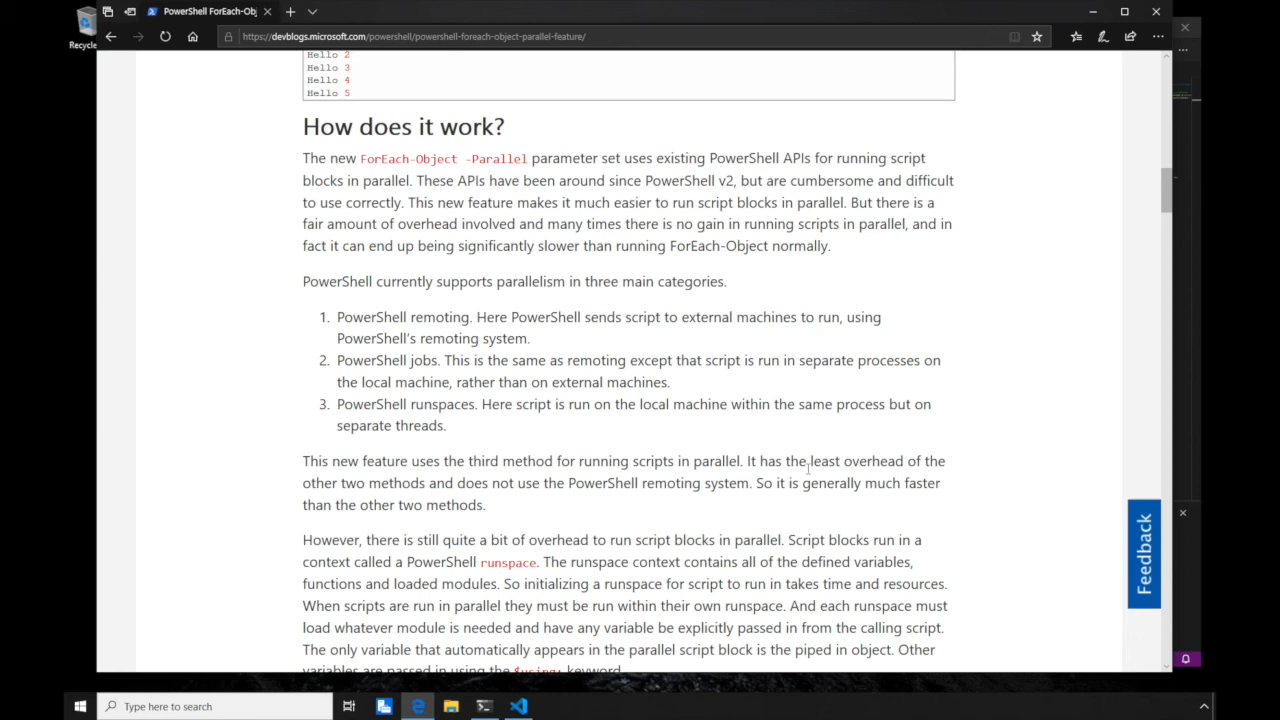 PowerShell ForEach-Obj
Recycle
https://devblogs.microsoft.com/powershell/powershell-foreach-object-parallel-feature/
Hello 2
Hello 3
Hello 4
Hello 5
How does it work?
The new ForEach-Object -Parallel parameter set uses existing PowerShell APIs for running script
blocks in parallel. These APIs have been around since PowerShell v2, but are cumbersome and difficult
to use correctly. This new feature makes it much easier to run script blocks in parallel. But there is a
fair amount of overhead involved and many times there is no gain in running scripts in parallel, and in
fact it can end up being significantly slower than running ForEach-Object normally.
PowerShell currently supports parallelism in three main categories.
1. PowerShell remoting. Here PowerShell sends script to external machines to run, using
PowerShell's remoting system.
2. PowerShell jobs. This is the same as remoting except that script is run in separate processes on
the local machine, rather than on external machines.
3. PowerShell runspaces. Here script is run on the local machine within the same process but on
separate threads.
This new feature uses the third method for running scripts in parallel. It has the least overhead of the
other two methods and does not use the PowerShell remoting system. So it is generally much faster
than the other two methods.
However, there is still quite a bit of overhead to run script blocks in parallel. Script blocks run in a
context called a PowerShell runspace. The runspace context contains all of the defined variables,
functions and loaded modules. So initializing a runspace for script to run in takes time and resources.
When scripts are run in parallel they must be run within their own runspace. And each runspace must
load whatever module is needed and have any variable be explicitly passed in from the calling script.
The only variable that automatically appears in the parallel script block is the piped in object. Other
variables are passed in using the $using: keyword.
Feedback
Type here to search